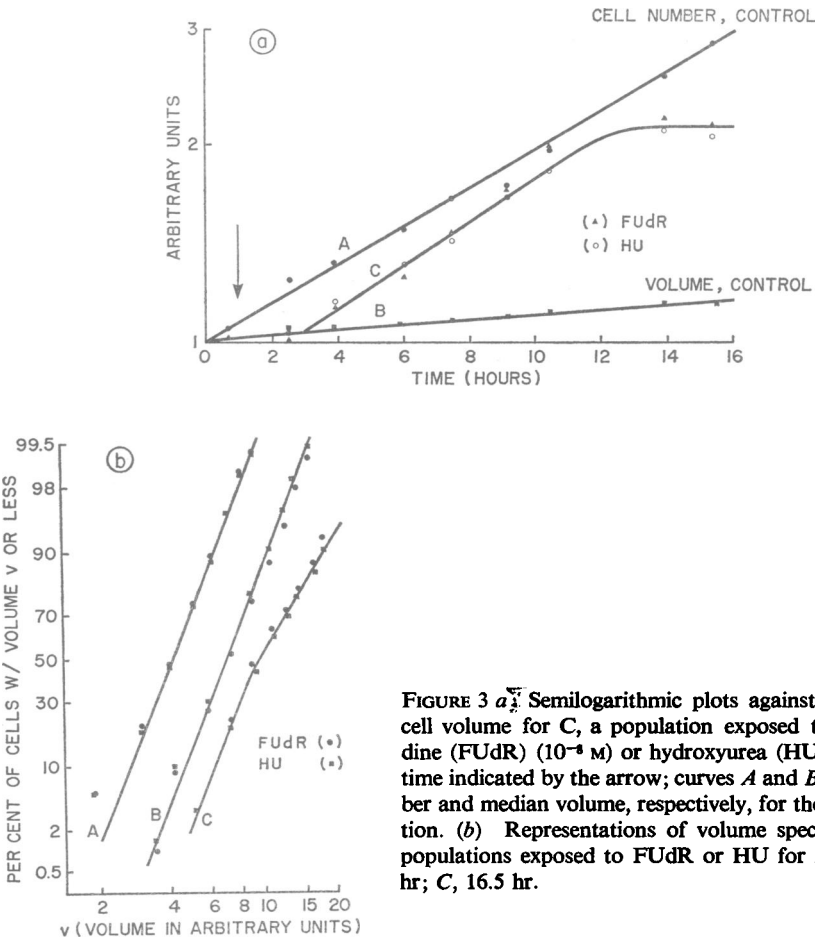 CELL NUMBER, CONTROL
a
3
2
1
ARBITRARY UNITS
A
C
B
(▲) FUdR
(○) HU
VOLUME, CONTROL
0 2 4 6 8 10 12 14 16
TIME (HOURS)
b
99.5
98
90
70
50
30
10
2
0.5
PER CENT OF CELLS W/ VOLUME v OR LESS
FUdR (●)
HU (■)
A
B
C
2 4 6 8 10 15 20
v (VOLUME IN ARBITRARY UNITS)
FIGURE 3 a Semilogarithmic plots against
cell volume for C, a population exposed t
dine (FUdR) (10⁻⁶ M) or hydroxyurea (HU
time indicated by the arrow; curves A and B
ber and median volume, respectively, for the
tion. (b) Representations of volume spec
populations exposed to FUdR or HU for
hr; C, 16.5 hr.